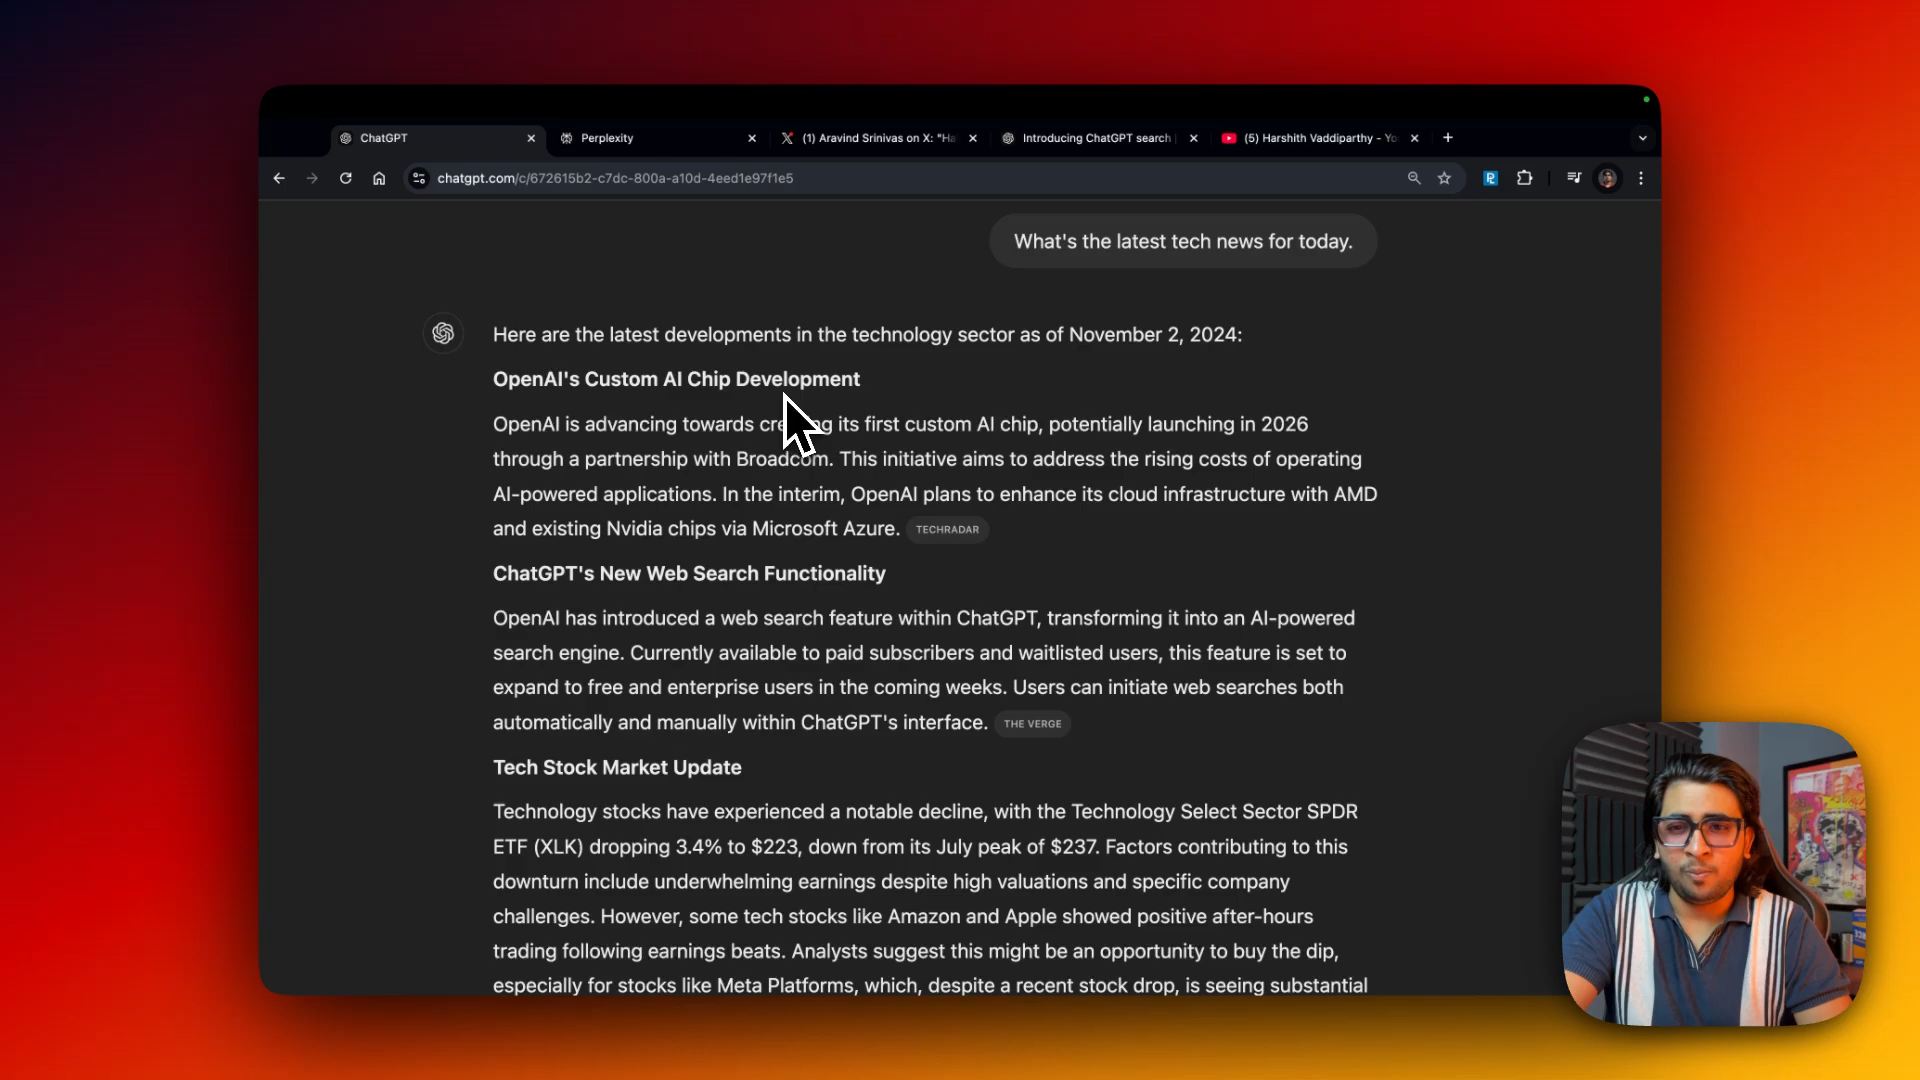 ChatGPT
Perplexity
(1) Aravind Srinivas on X: "Ha
Introducing ChatGPT search
(5) Harshith Vaddiparthy - Yo
chatgpt.com/c/672615b2-c7dc-800a-a10d-4eed1e97f1e5
What's the latest tech news for today.
Here are the latest developments in the technology sector as of November 2, 2024:
OpenAI's Custom AI Chip Development
OpenAI is advancing towards cre g its first custom AI chip, potentially launching in 2026
through a partnership with Broadcom. This initiative aims to address the rising costs of operating
AI-powered applications. In the interim, OpenAI plans to enhance its cloud infrastructure with AMD
and existing Nvidia chips via Microsoft Azure. TECHRADAR
ChatGPT's New Web Search Functionality
OpenAI has introduced a web search feature within ChatGPT, transforming it into an AI-powered
search engine. Currently available to paid subscribers and waitlisted users, this feature is set to
expand to free and enterprise users in the coming weeks. Users can initiate web searches both
automatically and manually within ChatGPT's interface. THE VERGE
Tech Stock Market Update
Technology stocks have experienced a notable decline, with the Technology Select Sector SPDR
ETF (XLK) dropping 3.4% to $223, down from its July peak of $237. Factors contributing to this
downturn include underwhelming earnings despite high valuations and specific company
challenges. However, some tech stocks like Amazon and Apple showed positive after-hours
trading following earnings beats. Analysts suggest this might be an opportunity to buy the dip,
especially for stocks like Meta Platforms, which, despite a recent stock drop, is seeing substantial